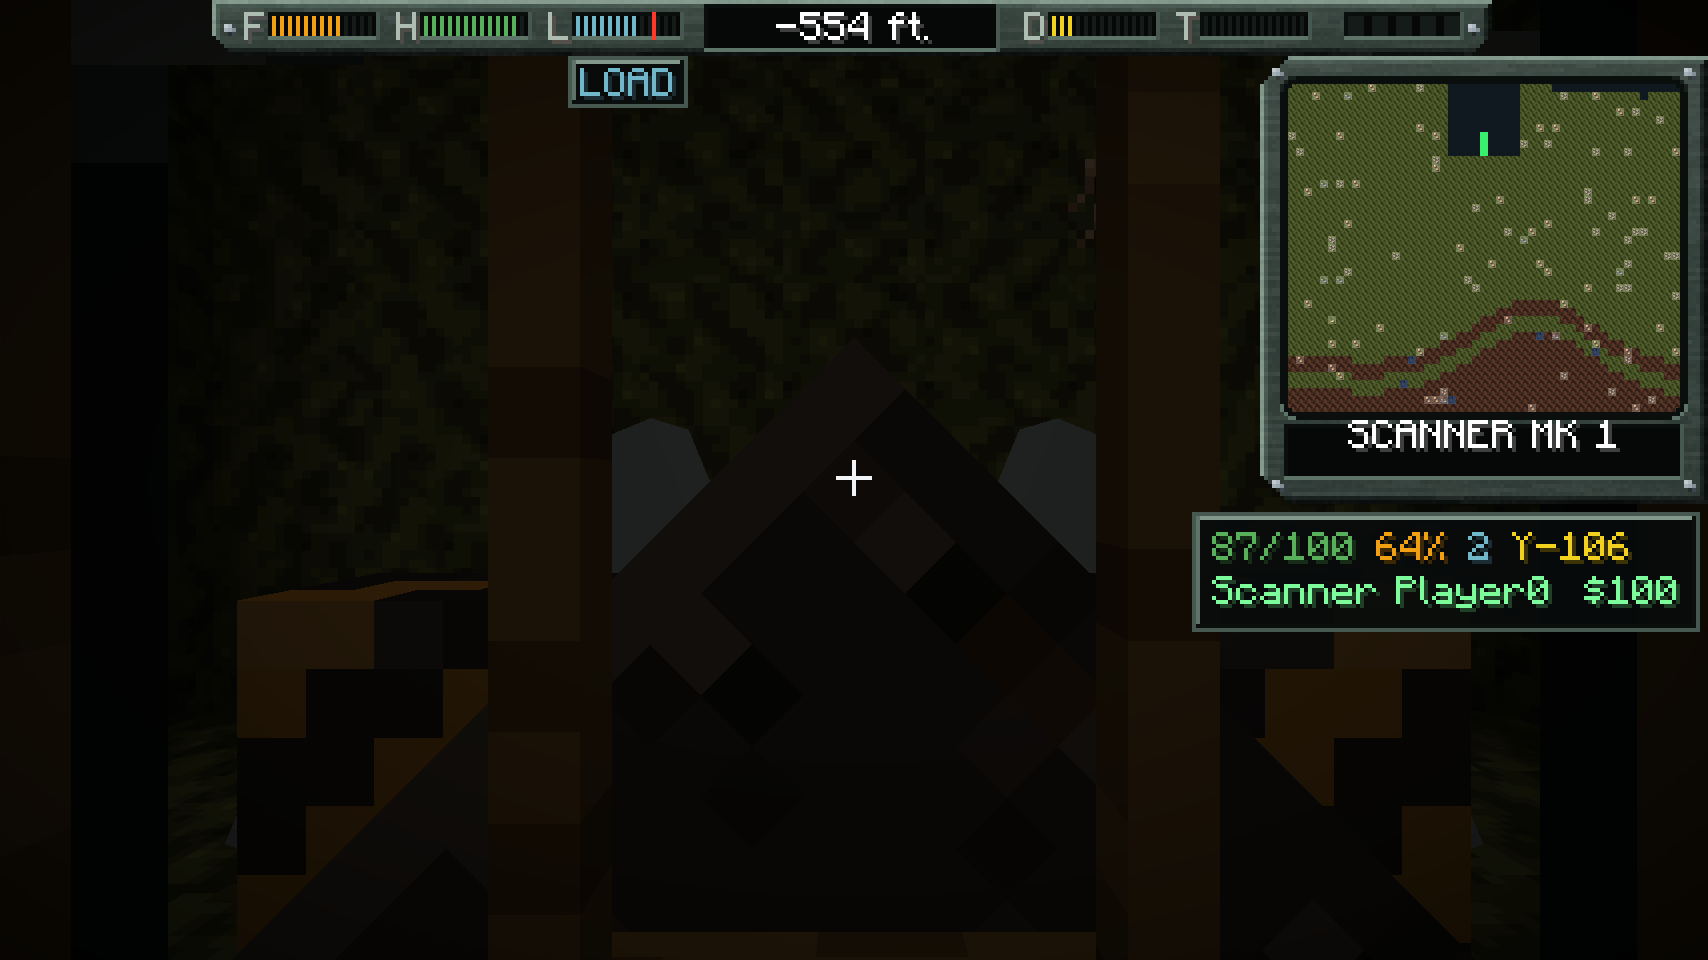 F H L -554 ft. D T
LOAD
SCANNER MK 1
87/100 64% 2 Y-106
Scanner Player0 $100